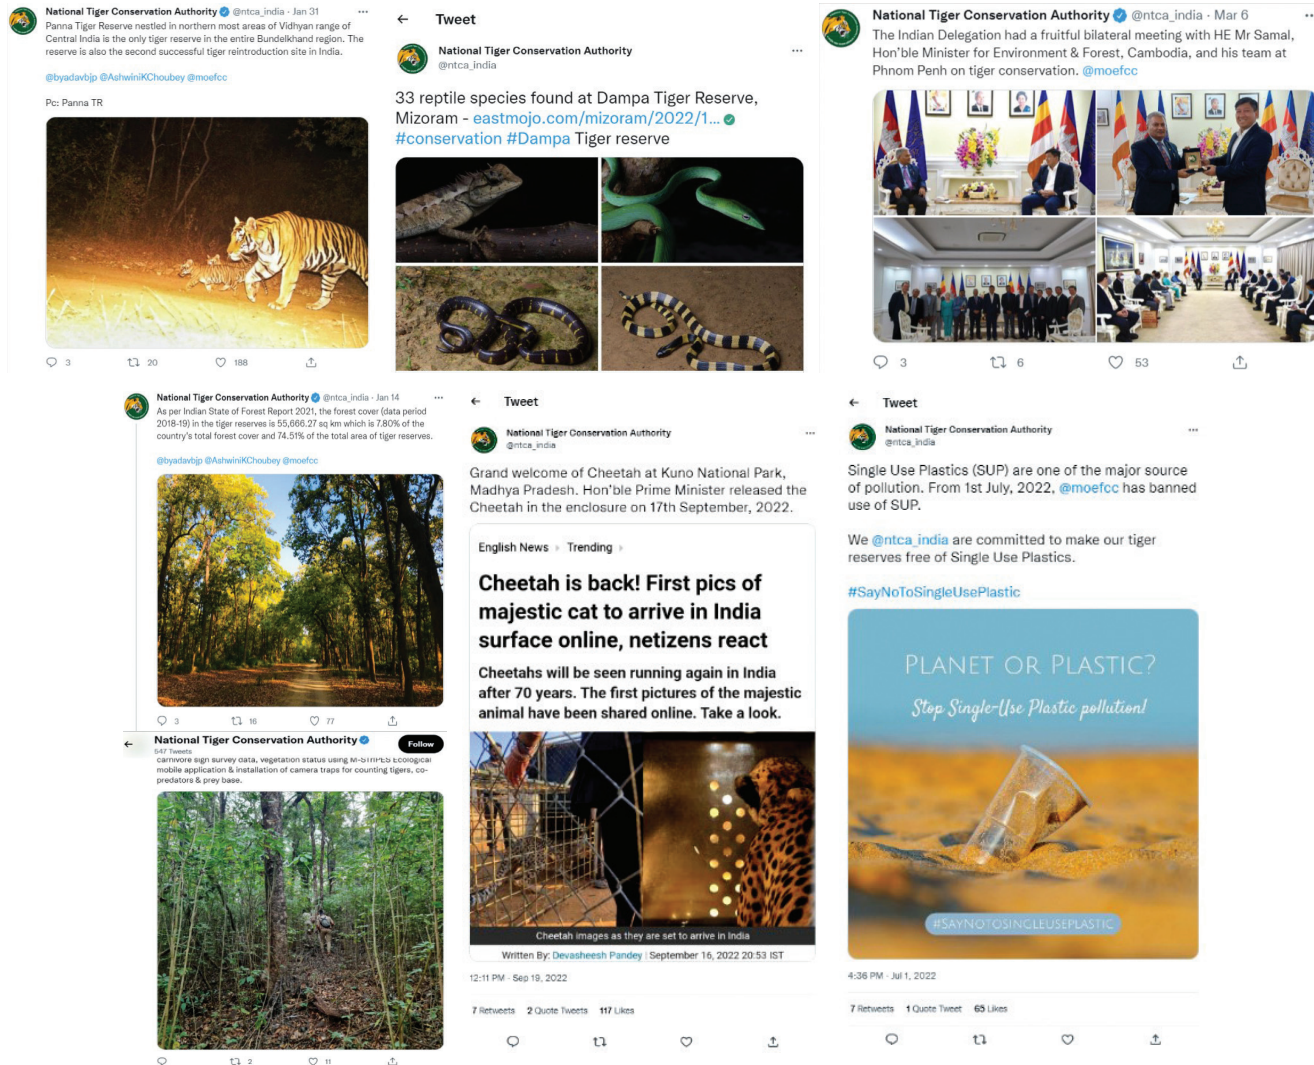 National Tiger Conservation Authority @ntca_india · Jan 31
Panna Tiger Reserve nestled in northern most areas of Vidhyan range of
Central India is the only tiger reserve in the entire Bundelkhand region. The
reserve is also the second successful tiger reintroduction site in India.
@byadavbjp @AshwiniKChoubey @moefcc
Pc: Panna TR
3 20 188
Tweet
National Tiger Conservation Authority
@ntca_india
33 reptile species found at Dampa Tiger Reserve,
Mizoram - eastmojo.com/mizoram/2022/1...
#conservation #Dampa Tiger reserve
National Tiger Conservation Authority @ntca_india · Mar 6
The Indian Delegation had a fruitful bilateral meeting with HE Mr Samal,
Hon'ble Minister for Environment & Forest, Cambodia, and his team at
Phnom Penh on tiger conservation. @moefcc
3 6 53
National Tiger Conservation Authority @ntca_india · Jan 14
As per Indian State of Forest Report 2021, the forest cover (data period
2018-19) in the tiger reserves is 55,666.27 sq km which is 7.80% of the
country's total forest cover and 74.51% of the total area of tiger reserves.
@byadavbjp @AshwiniKChoubey @moefcc
3 16 77
National Tiger Conservation Authority
547 Tweets
Follow
carnivore sign survey data, vegetation status using M-STrIPES Ecological
mobile application & installation of camera traps for counting tigers, co-
predators & prey base.
2 11
Tweet
National Tiger Conservation Authority
@ntca_india
Grand welcome of Cheetah at Kuno National Park,
Madhya Pradesh. Hon'ble Prime Minister released the
Cheetah in the enclosure on 17th September, 2022.
English News Trending
Cheetah is back! First pics of
majestic cat to arrive in India
surface online, netizens react
Cheetahs will be seen running again in India
after 70 years. The first pictures of the majestic
animal have been shared online. Take a look.
Cheetah images as they are set to arrive in India
Written By: Devasheesh Pandey | September 16, 2022 20:53 IST
12:11 PM · Sep 19, 2022
7 Retweets 2 Quote Tweets 117 Likes
Tweet
National Tiger Conservation Authority
@ntca_india
Single Use Plastics (SUP) are one of the major source
of pollution. From 1st July, 2022, @moefcc has banned
use of SUP.
We @ntca_india are committed to make our tiger
reserves free of Single Use Plastics.
#SayNoToSingleUsePlastic
PLANET OR PLASTIC?
Stop Single-Use Plastic pollution!
#SAYNOTOSINGLEUSEPLASTIC
4:36 PM · Jul 1, 2022
7 Retweets 1 Quote Tweet 65 Likes